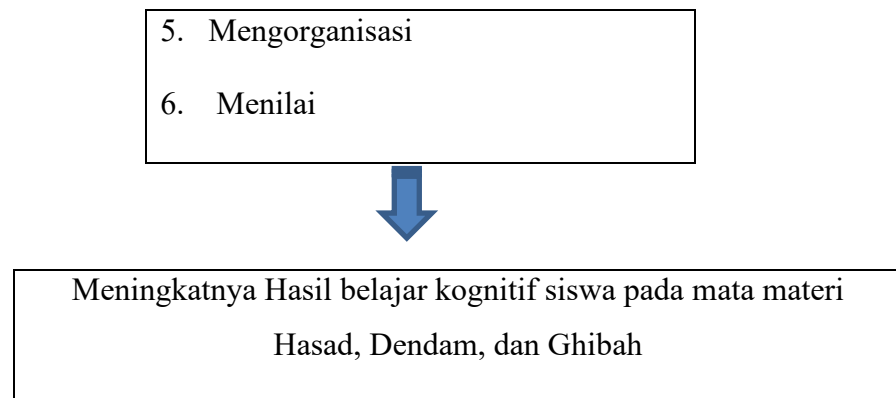 5. Mengorganisasi
6. Menilai
Meningkatnya Hasil belajar kognitif siswa pada mata materi
Hasad, Dendam, dan Ghibah